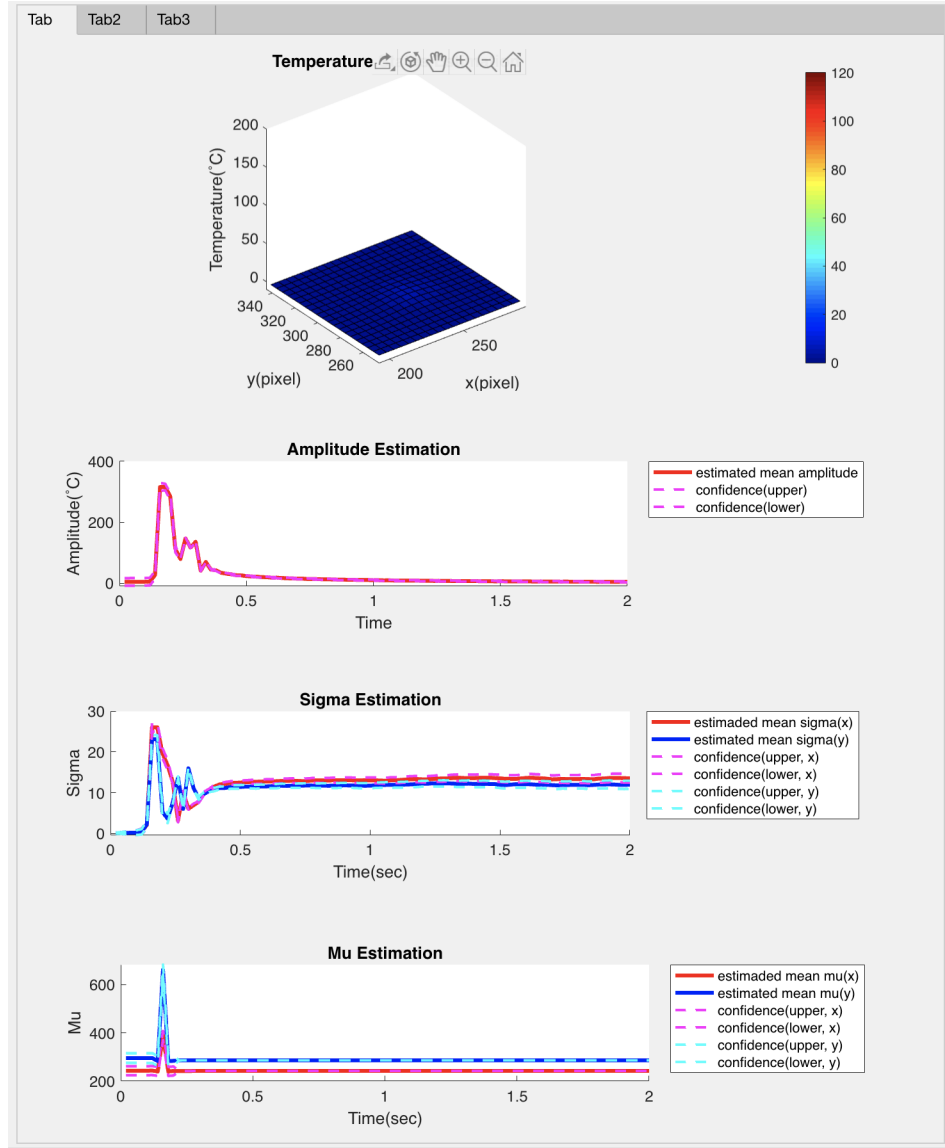 Tab Tab2 Tab3
Temperature
200
150
100
50
0
Temperature(˚C)
340
320
300
280
260
y(pixel)
200
250
x(pixel)
120
100
80
60
40
20
0
Amplitude Estimation
400
200
0
Amplitude(˚C)
0 0.5 1 1.5 2
Time
estimated mean amplitude
confidence(upper)
confidence(lower)
Sigma Estimation
30
20
10
0
Sigma
0 0.5 1 1.5 2
Time(sec)
estimaded mean sigma(x)
estimated mean sigma(y)
confidence(upper, x)
confidence(lower, x)
confidence(upper, y)
confidence(lower, y)
Mu Estimation
600
400
200
Mu
0 0.5 1 1.5 2
Time(sec)
estimaded mean mu(x)
estimated mean mu(y)
confidence(upper, x)
confidence(lower, x)
confidence(upper, y)
confidence(lower, y)